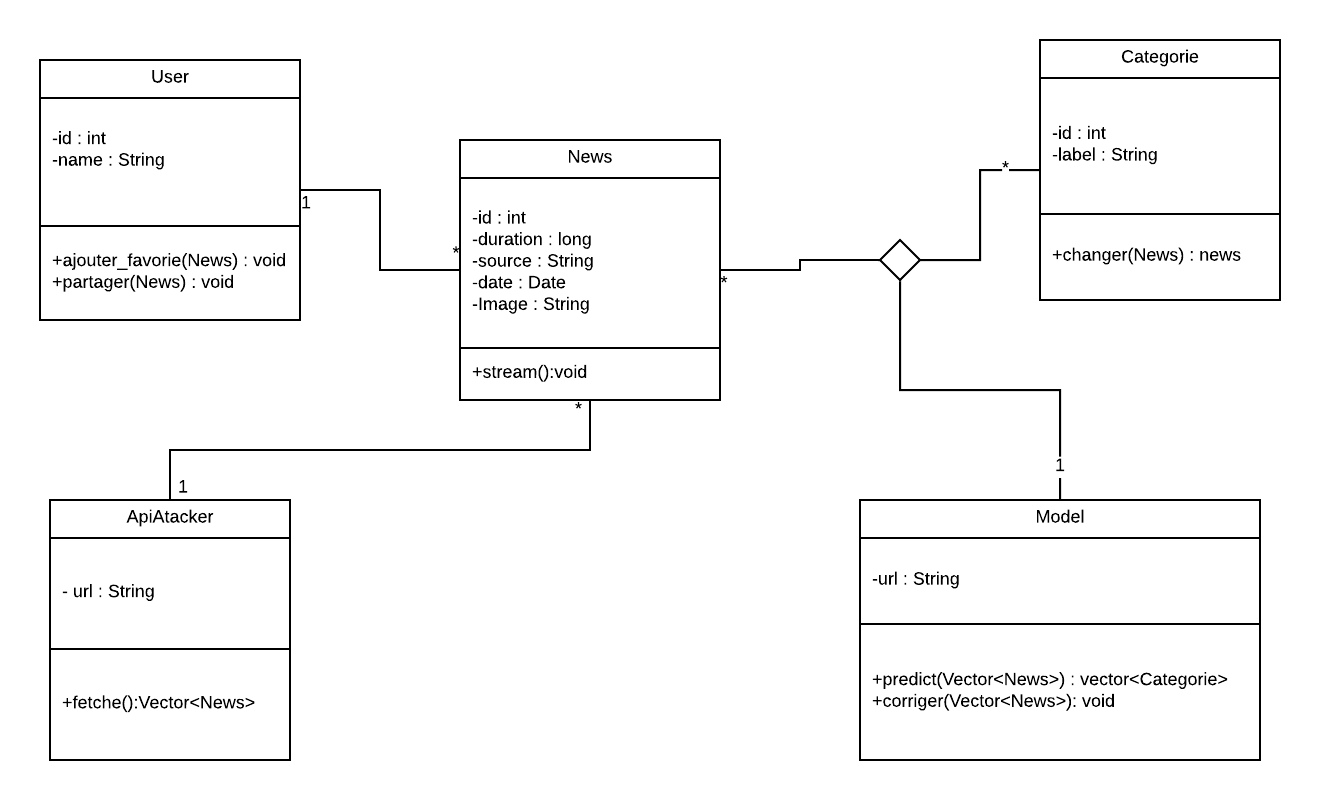 User
-id : int
-name : String
+ajouter_favorie(News) : void
+partager(News) : void
1
*
News
-id : int
-duration : long
-source : String
-date : Date
-Image : String
+stream():void
*
*
*
Categorie
-id : int
-label : String
+changer(News) : news
1
ApiAtacker
- url : String
+fetche():Vector<News>
1
Model
-url : String
+predict(Vector<News>) : vector<Categorie>
+corriger(Vector<News>): void